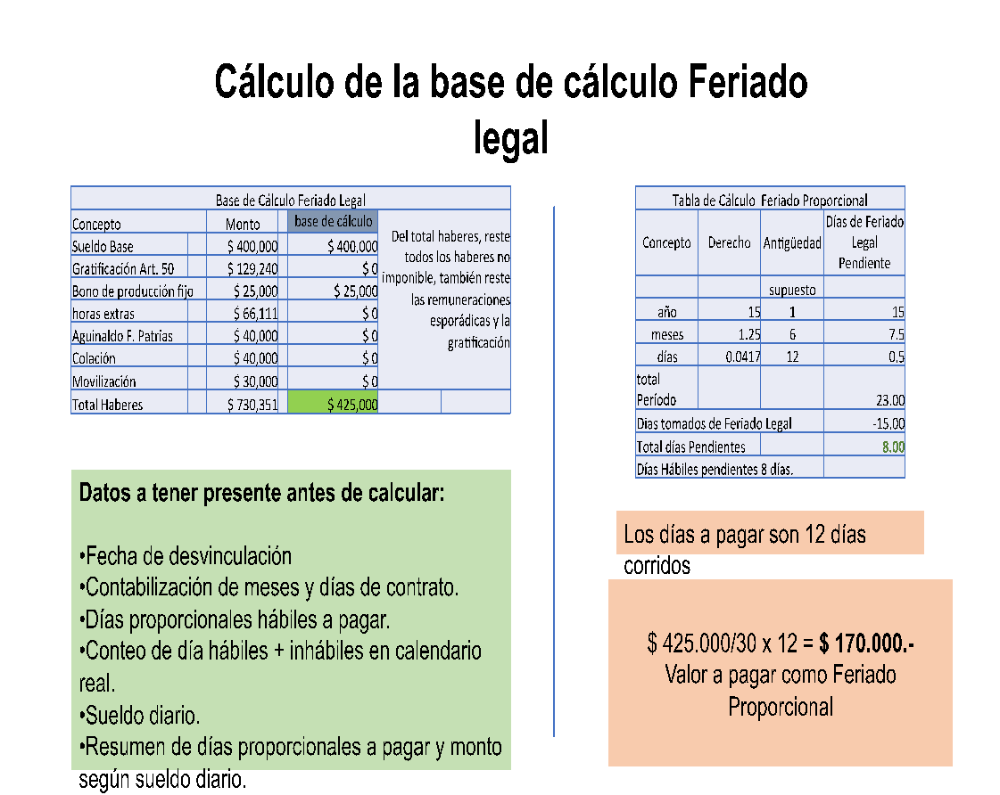 Cálculo de la base de cálculo Feriado
legal
Base de Cálculo Feriado Legal
Concepto Monto base de cálculo
Sueldo Base $ 400,000 $ 400,000
Gratificación Art. 50 $ 129,240 $ 0
Bono de producción fijo $ 25,000 $ 25,000
horas extras $ 66,111 $ 0
Aguinaldo F. Patrias $ 40,000 $ 0
Colación $ 40,000 $ 0
Movilización $ 30,000 $ 0
Total Haberes $ 730,351 $ 425,000
Del total haberes, reste
todos los haberes no
imponible, también reste
las remuneraciones
esporádicas y la
gratificación
Datos a tener presente antes de calcular:
•Fecha de desvinculación
•Contabilización de meses y días de contrato.
•Días proporcionales hábiles a pagar.
•Conteo de día hábiles + inhábiles en calendario
real.
•Sueldo diario.
•Resumen de días proporcionales a pagar y monto
según sueldo diario.
Tabla de Cálculo Feriado Proporcional
Concepto Derecho Antigüedad Días de Feriado
Legal
Pendiente
supuesto
año 15 1 15
meses 1.25 6 7.5
días 0.0417 12 0.5
total
Período 23.00
Dias tomados de Feriado Legal -15.00
Total días Pendientes 8.00
Días Hábiles pendientes 8 días.
Los días a pagar son 12 días
corridos
$ 425.000/30 x 12 = $ 170.000.-
Valor a pagar como Feriado
Proporcional